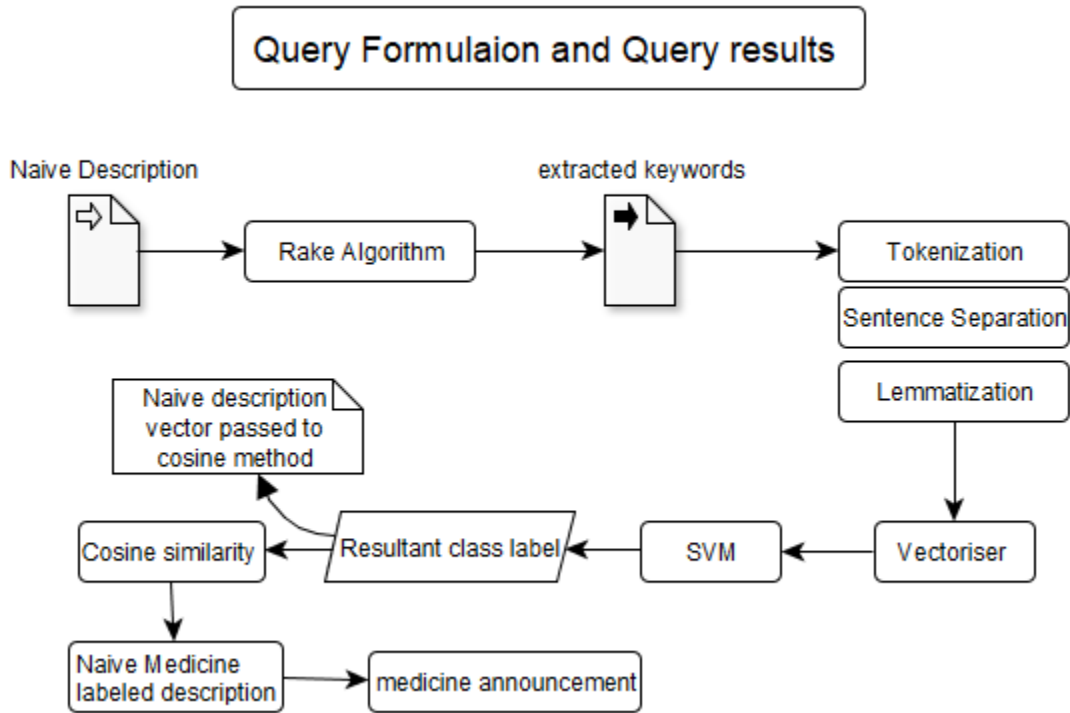 Query Formulaion and Query results
Naive Description
extracted keywords
Rake Algorithm
Tokenization
Sentence Separation
Lemmatization
Naive description
vector passed to
cosine method
Cosine similarity
Resultant class label
SVM
Vectoriser
Naive Medicine
labeled description
medicine announcement